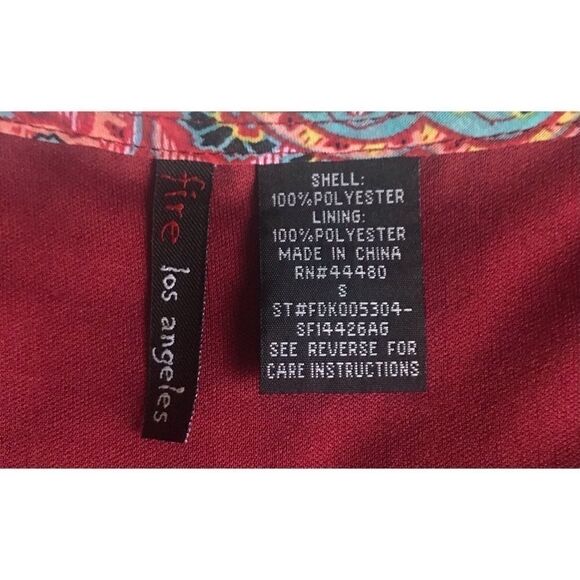 fire los angeles
SHELL:
100%POLYESTER
LINING:
100%POLYESTER
MADE IN CHINA
RN#44480
S
ST#FDK005304-
SF14426AG
SEE REVERSE FOR
CARE INSTRUCTIONS